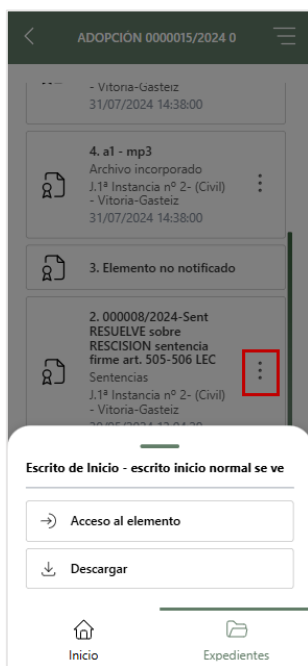 ADOPCIÓN 0000015/2024 0
- Vitoria-Gasteiz
31/07/2024 14:38:00
4. a1 - mp3
Archivo incorporado
J.1ª Instancia nº 2- (Civil)
- Vitoria-Gasteiz
31/07/2024 14:38:00
3. Elemento no notificado
2. 000008/2024-Sent
RESUELVE sobre
RESCISION sentencia
firme art. 505-506 LEC
Sentencias
J.1ª Instancia nº 2- (Civil)
- Vitoria-Gasteiz
Escrito de Inicio - escrito inicio normal se ve
Acceso al elemento
Descargar
Inicio
Expedientes